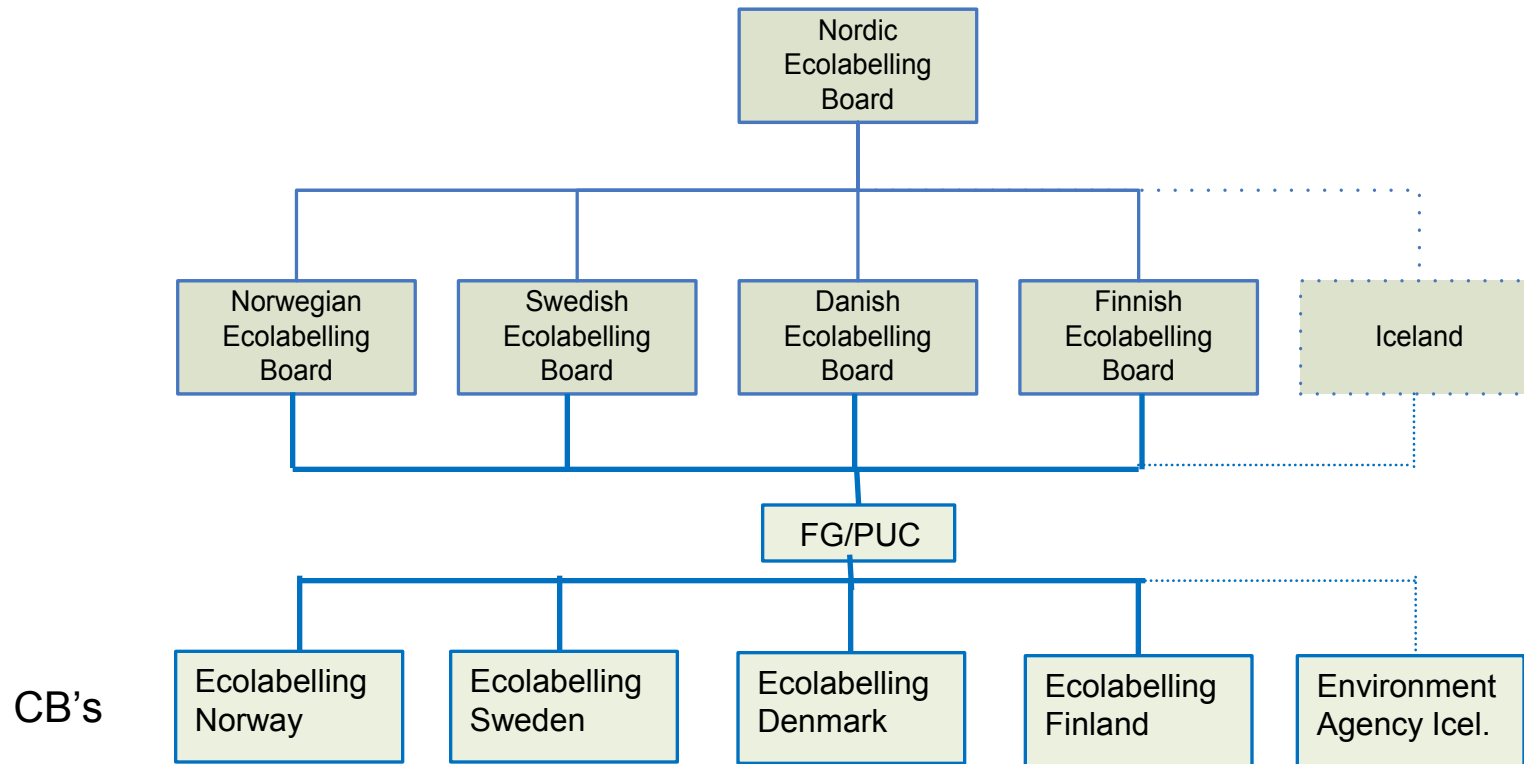 Nordic
Ecolabelling
Board
Norwegian
Ecolabelling
Board
Swedish
Ecolabelling
Board
Danish
Ecolabelling
Board
Finnish
Ecolabelling
Board
Iceland
FG/PUC
CB's
Ecolabelling
Norway
Ecolabelling
Sweden
Ecolabelling
Denmark
Ecolabelling
Finland
Environment
Agency Icel.